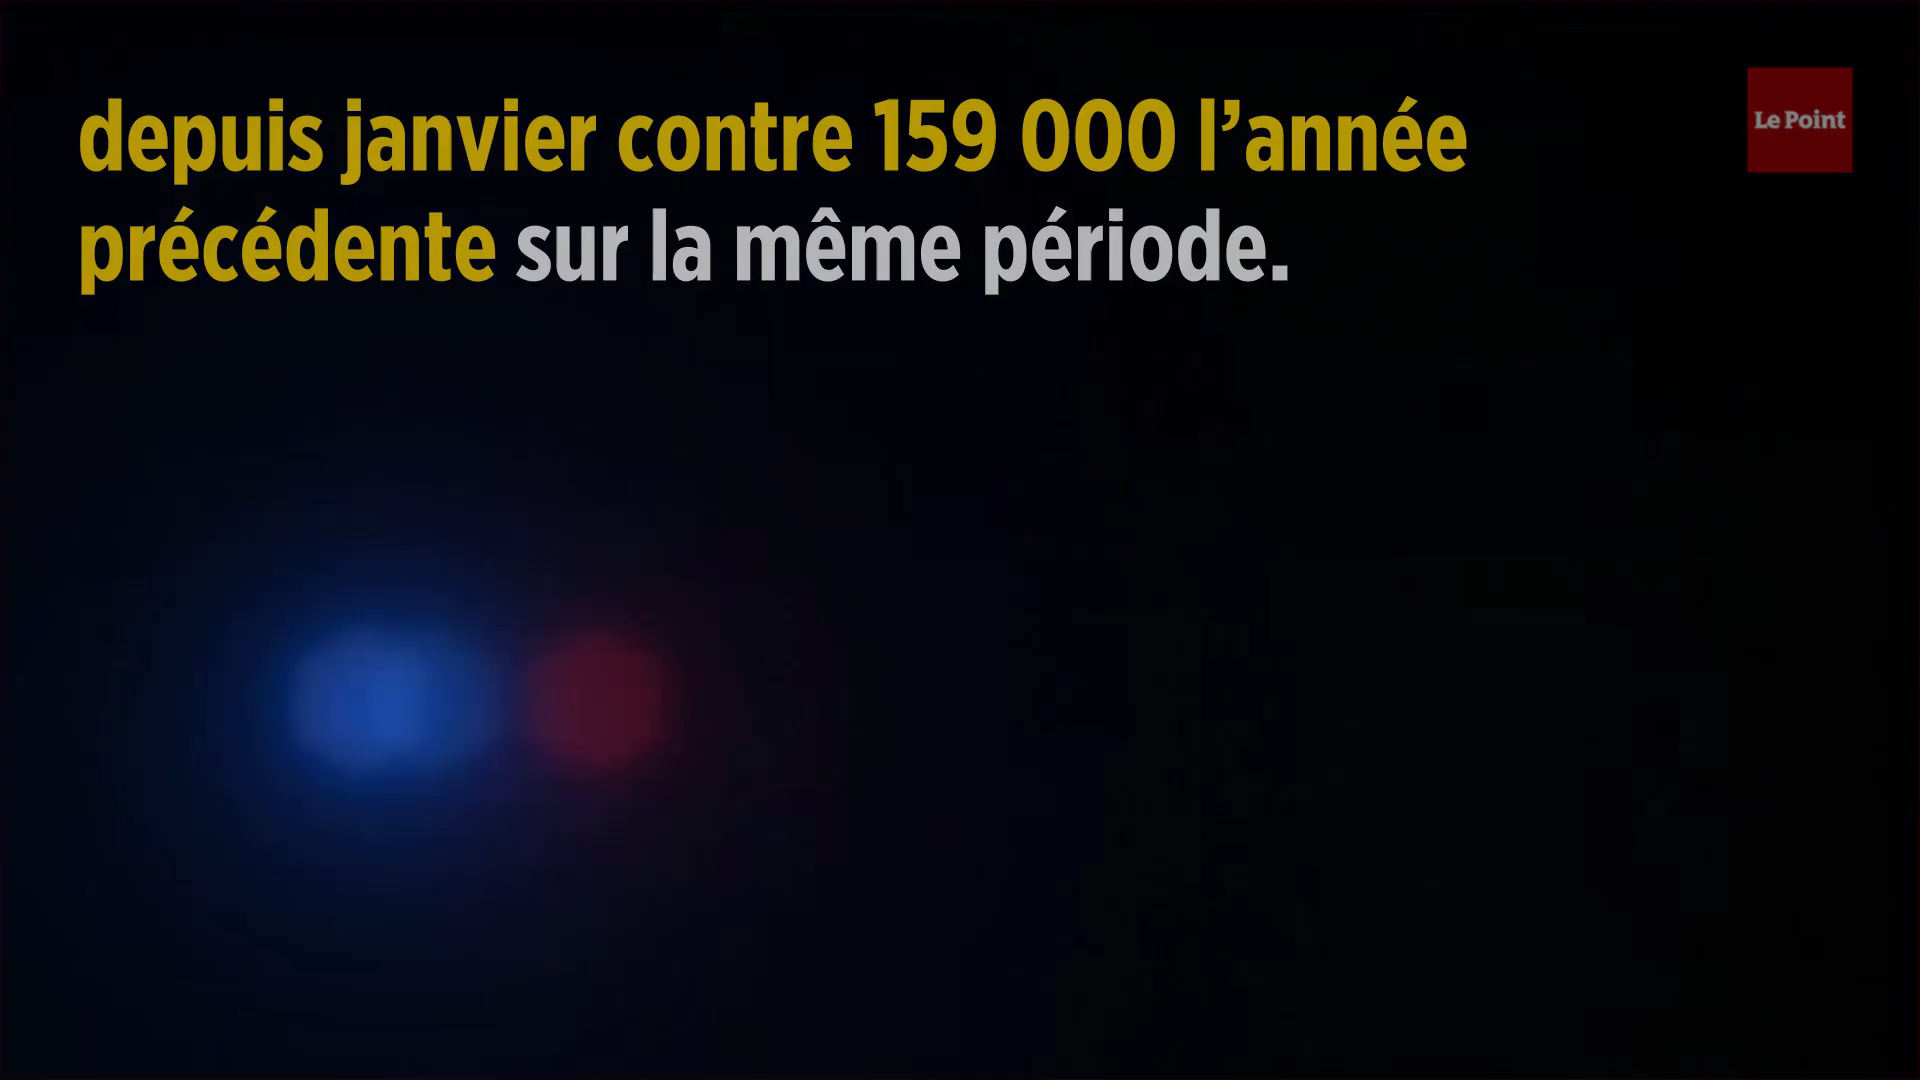 depuis janvier contre 159 000 l’année
précédente sur la même période.
Le Point